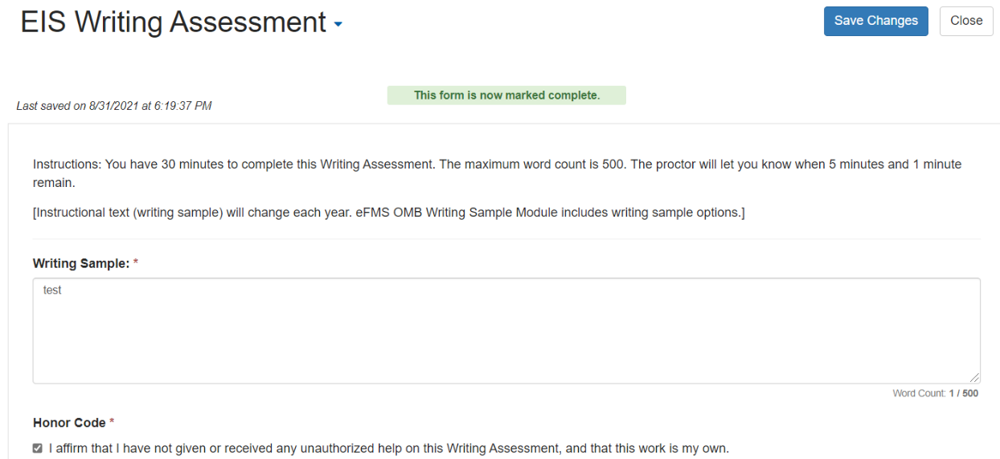 EIS Writing Assessment
Save Changes
Close
This form is now marked complete.
Last saved on 8/31/2021 at 6:19:37 PM
Instructions: You have 30 minutes to complete this Writing Assessment. The maximum word count is 500. The proctor will let you know when 5 minutes and 1 minute
remain.
[Instructional text (writing sample) will change each year. eFMS OMB Writing Sample Module includes writing sample options.]
Writing Sample: *
test
Word Count: 1 / 500
Honor Code *
I affirm that I have not given or received any unauthorized help on this Writing Assessment, and that this work is my own.